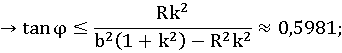 → tan φ ≤ Rk² / (b²(1 + k²) − R²k²) ≈ 0,5981;